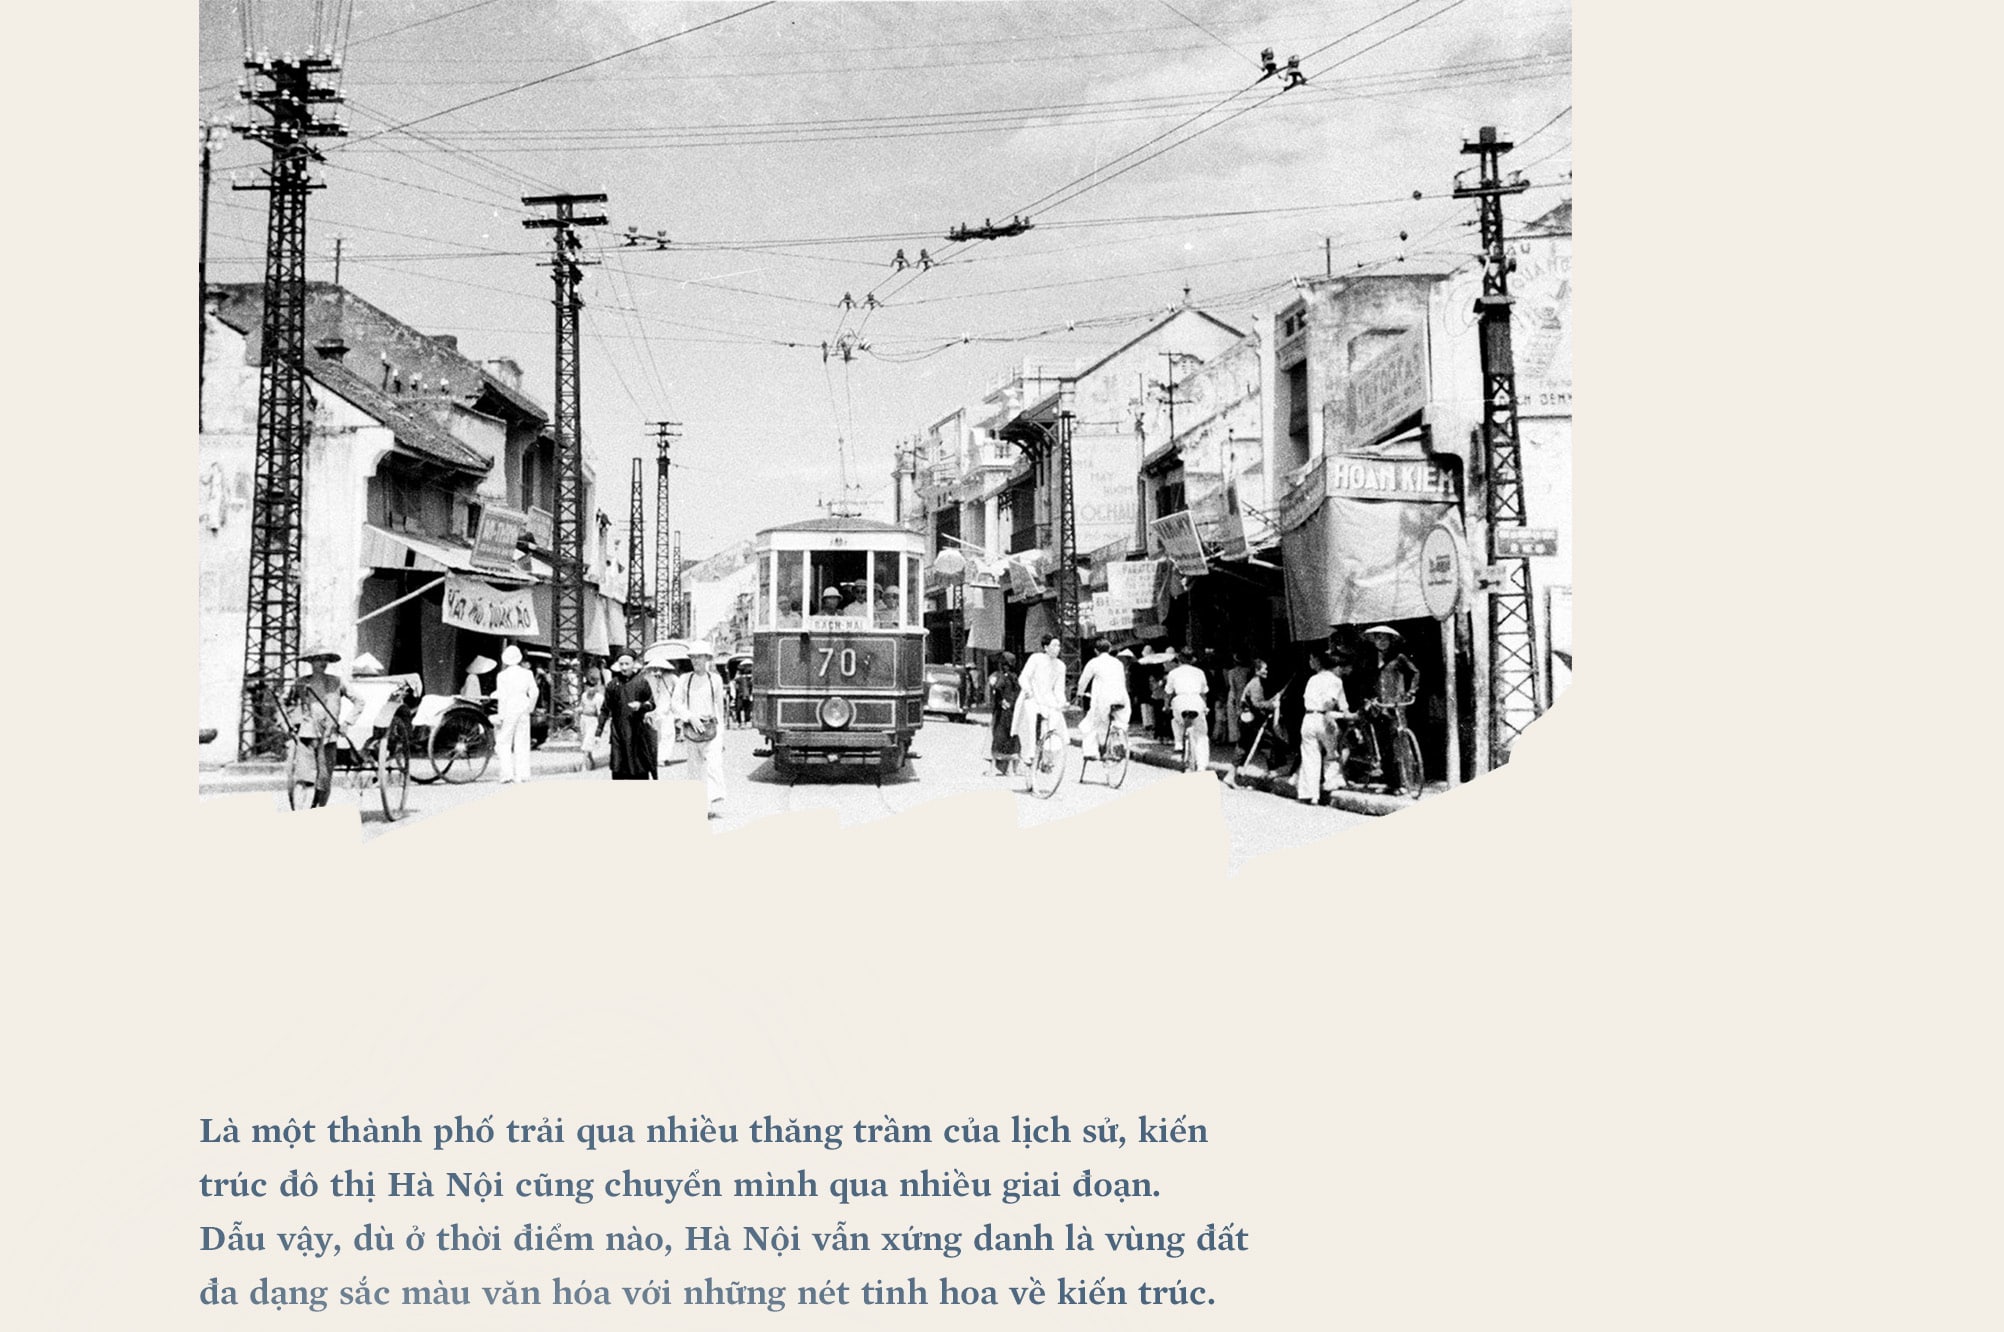 HOAN KIEM
BACH-MAI
70
Là một thành phố trải qua nhiều thăng trầm của lịch sử, kiến
trúc đô thị Hà Nội cũng chuyển mình qua nhiều giai đoạn.
Dẫu vậy, dù ở thời điểm nào, Hà Nội vẫn xứng danh là vùng đất
đa dạng sắc màu văn hóa với những nét tinh hoa về kiến trúc.